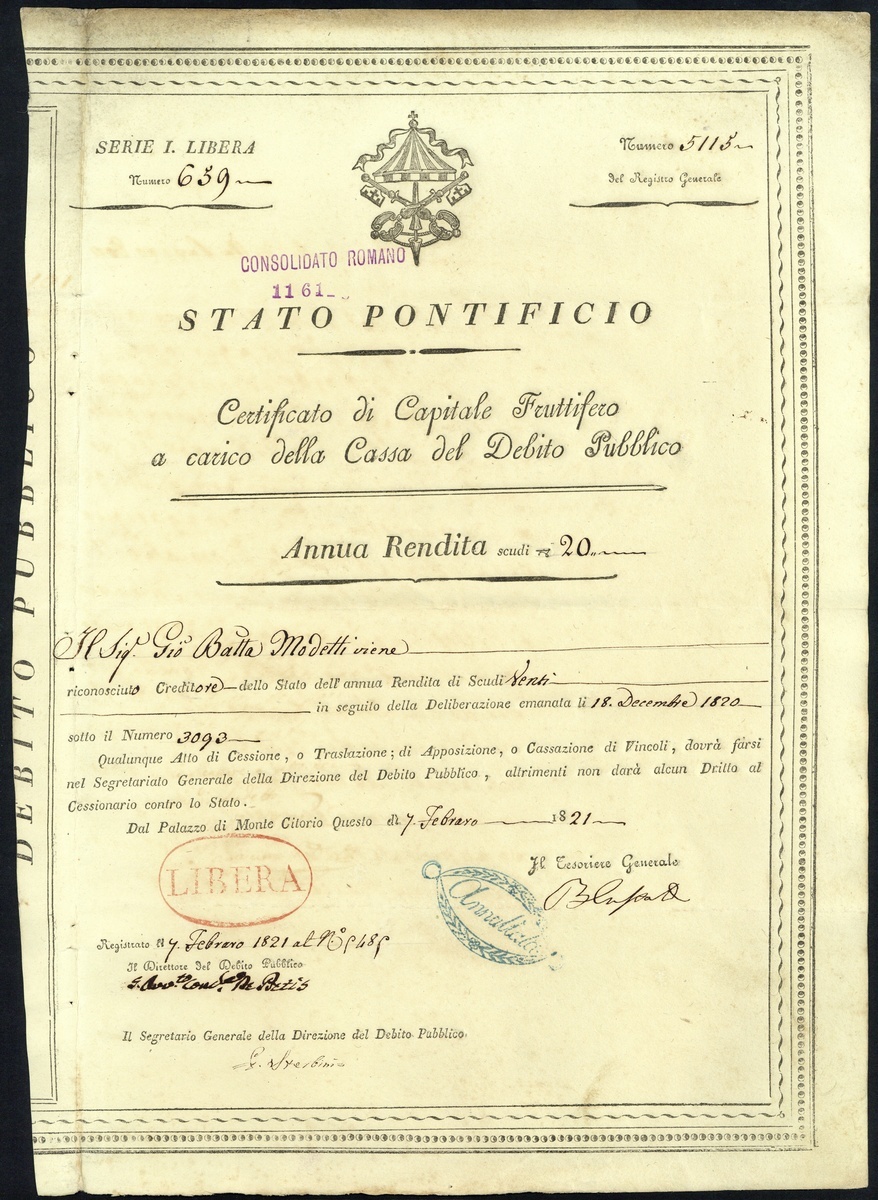 SERIE I. LIBERA
Numero 659
Numero 5115
del Registro Generale
CONSOLIDATO ROMANO
1161
STATO PONTIFICIO
Certificato di Capitale Fruttifero
a carico della Cassa del Debito Pubblico
Annua Rendita scudi 20
Il Sigr. Gio Batta Modetti viene
riconosciuto Creditore dello Stato dell'annua Rendita di Scudi Venti
in seguito della Deliberazione emanata li 18. Decembre 1820
sotto il Numero 3093
Qualunque Atto di Cessione, o Traslazione; di Apposizione, o Cassazione di Vincoli, dovrà farsi
nel Segretariato Generale della Direzione del Debito Pubblico, altrimenti non darà alcun Dritto al
Cessionario contro lo Stato.
Dal Palazzo di Monte Citorio Questo dì 7. Febraro 1821
LIBERA
Il Tesoriere Generale
Annullato
Registrato li 7. Febraro 1821 al N.º
Il Direttore del Debito Pubblico
Il Segretario Generale della Direzione del Debito Pubblico
DEBITO PUBBLICO